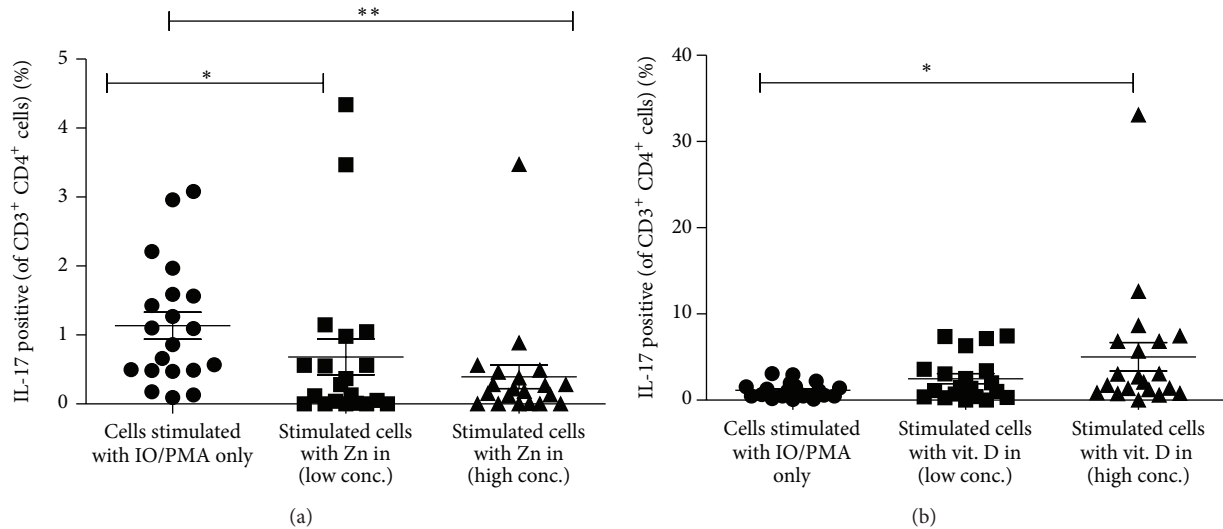 **
*
5
4
3
2
1
0
IL-17 positive (of CD3⁺ CD4⁺ cells) (%)
Cells stimulated
with IO/PMA only
Stimulated cells
with Zn in
(low conc.)
Stimulated cells
with Zn in
(high conc.)
(a)
*
40
30
20
10
0
IL-17 positive (of CD3⁺ CD4⁺ cells) (%)
Cells stimulated
with IO/PMA
only
Stimulated cells
with vit. D in
(low conc.)
Stimulated cells
with vit. D in
(high conc.)
(b)